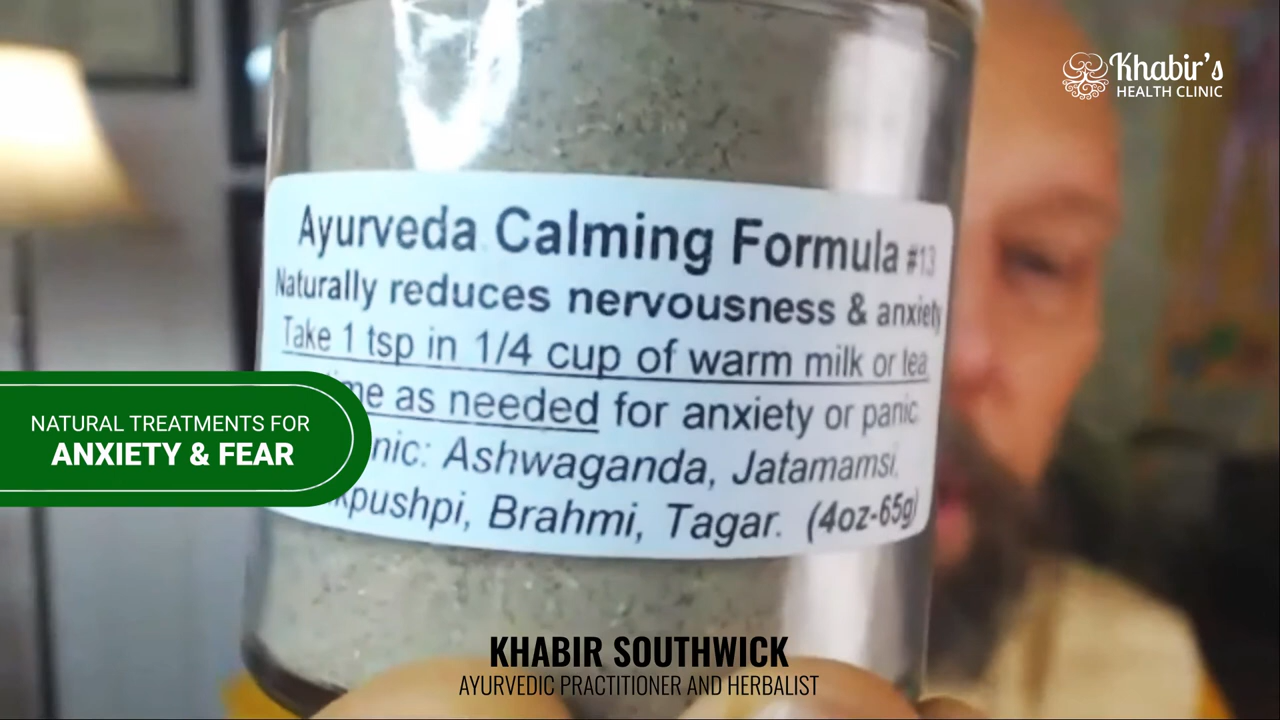 Khabir's
HEALTH CLINIC
Ayurveda Calming Formula #13
Naturally reduces nervousness & anxiety
Take 1 tsp in 1/4 cup of warm milk or tea
as needed for anxiety or panic
Ashwaganda, Jatamamsi,
Brahmi, Tagar. (4oz-65g)
NATURAL TREATMENTS FOR
ANXIETY & FEAR
KHABIR SOUTHWICK
AYURVEDIC PRACTITIONER AND HERBALIST